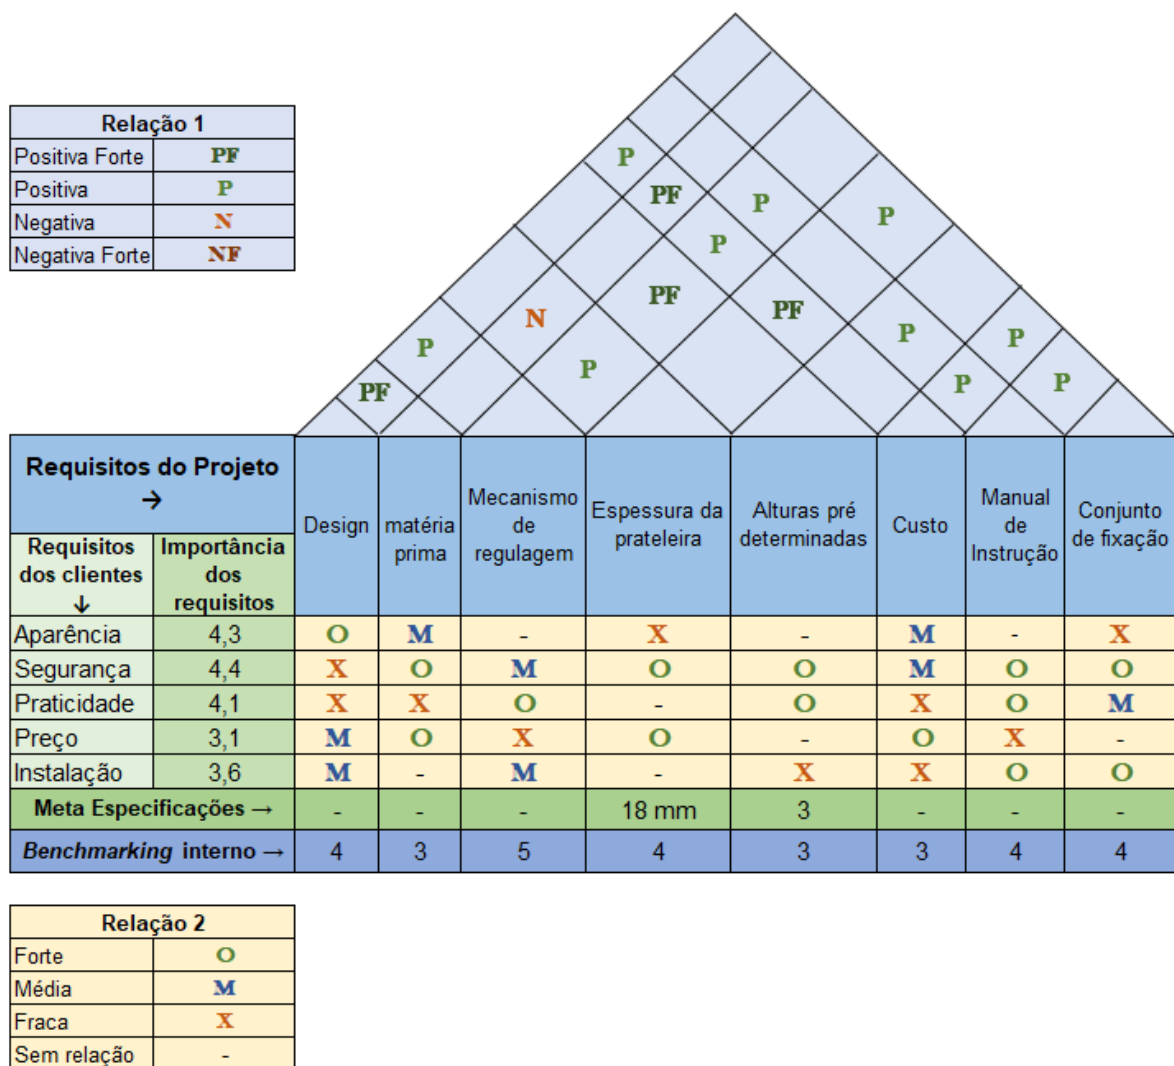 Relação 1
Positiva Forte PF
Positiva P
Negativa N
Negativa Forte NF
P
PF P P
P
PF PF
N P P
P P P P
PF
Requisitos do Projeto
→
Requisitos
dos clientes
↓
Importância
dos
requisitos
Design
matéria
prima
Mecanismo
de
regulagem
Espessura da
prateleira
Alturas pré
determinadas
Custo
Manual
de
Instrução
Conjunto
de fixação
Aparência 4,3 O M - X - M - X
Segurança 4,4 X O M O O M O O
Praticidade 4,1 X X O - O X O M
Preço 3,1 M O X O - O X -
Instalação 3,6 M - M - X X O O
Meta Especificações → - - - 18 mm 3 - - -
Benchmarking interno → 4 3 5 4 3 3 4 4
Relação 2
Forte O
Média M
Fraca X
Sem relação -